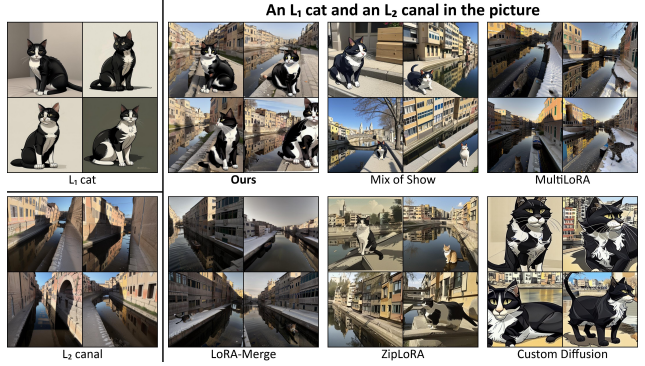 An L₁ cat and an L₂ canal in the picture
L₁ cat
Ours
Mix of Show
MultiLoRA
L₂ canal
LoRA-Merge
ZipLoRA
Custom Diffusion